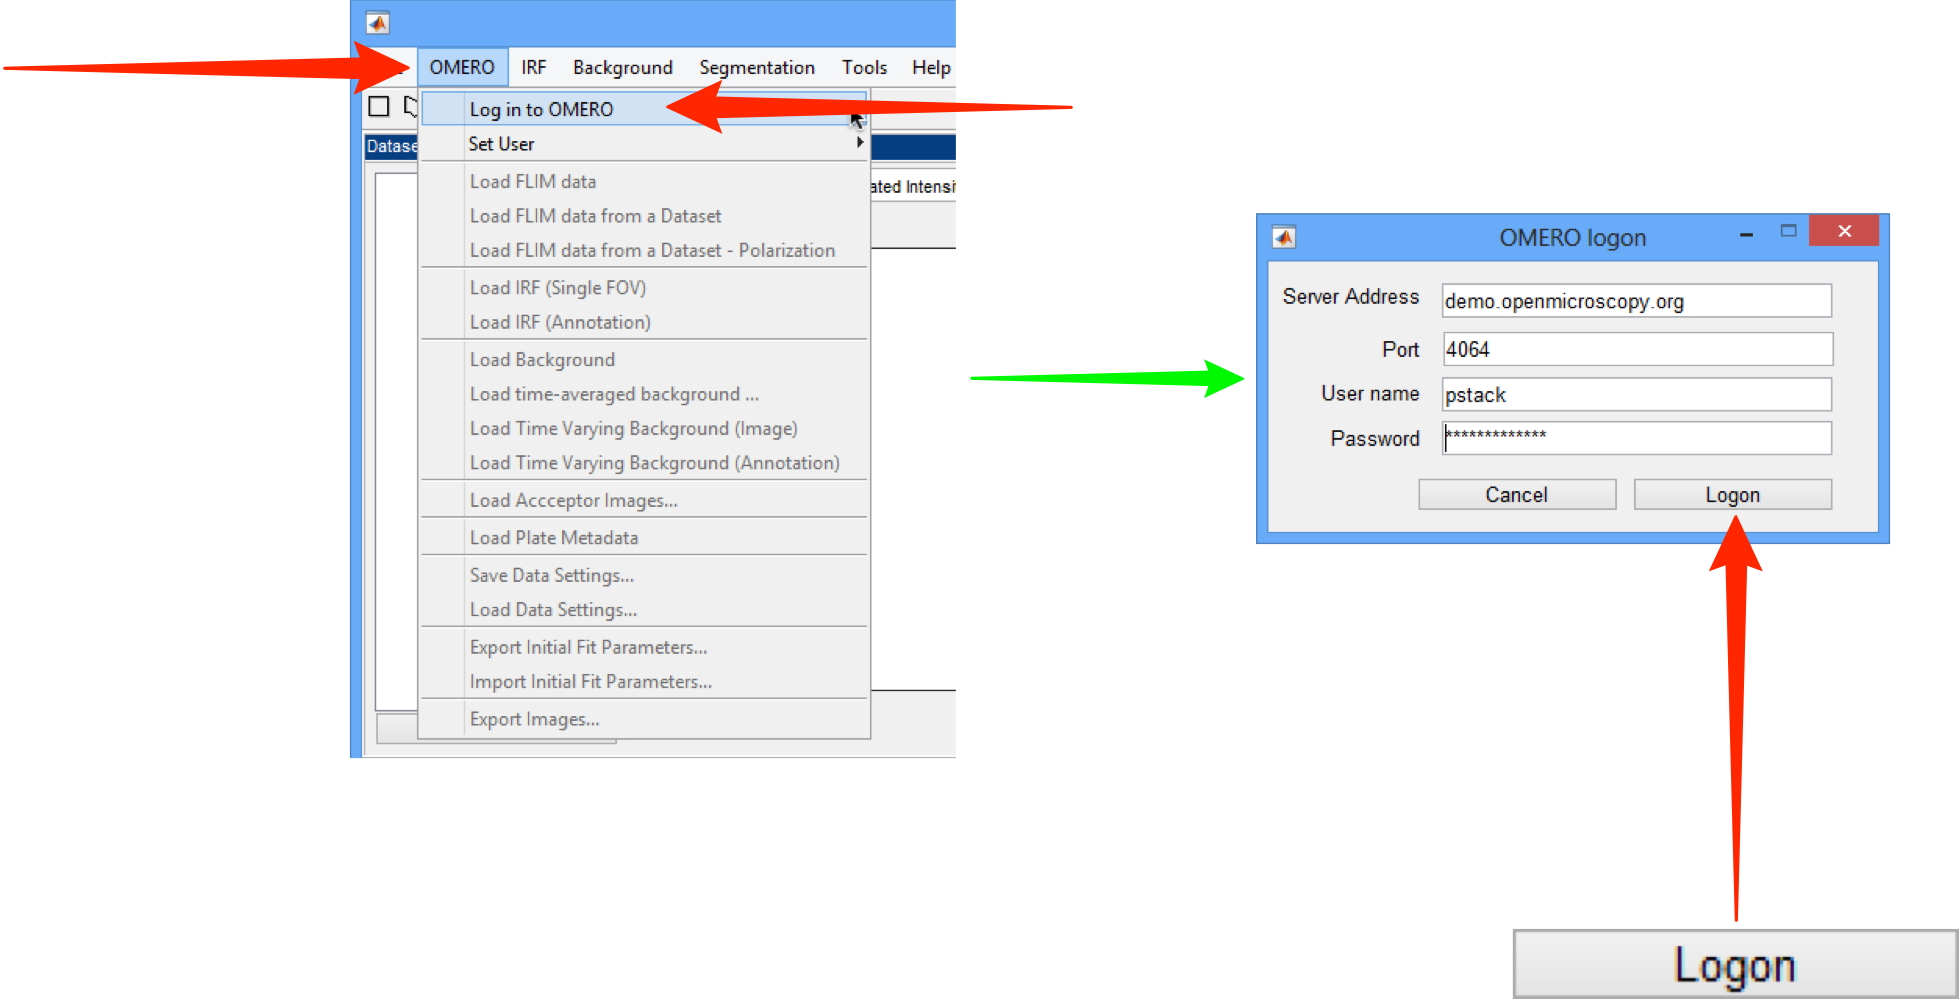 OMERO IRF Background Segmentation Tools Help
Log in to OMERO
Set User
Load FLIM data
Load FLIM data from a Dataset
Load FLIM data from a Dataset - Polarization
Load IRF (Single FOV)
Load IRF (Annotation)
Load Background
Load time-averaged background ...
Load Time Varying Background (Image)
Load Time Varying Background (Annotation)
Load Accceptor Images...
Load Plate Metadata
Save Data Settings...
Load Data Settings...
Export Initial Fit Parameters...
Import Initial Fit Parameters...
Export Images...
Datase
ated Intensi
OMERO logon
Server Address demo.openmicroscopy.org
Port 4064
User name pstack
Password *************
Cancel Logon
Logon